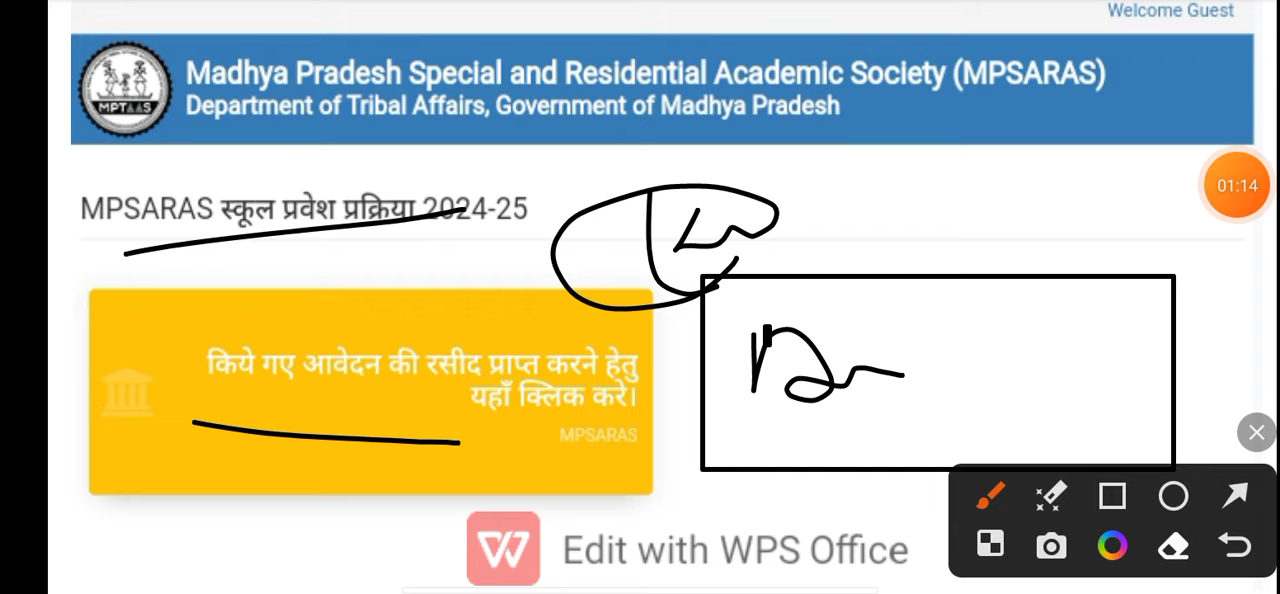 Welcome Guest
MPTAAS
Madhya Pradesh Special and Residential Academic Society (MPSARAS)
Department of Tribal Affairs, Government of Madhya Pradesh
01:14
MPSARAS स्कूल प्रवेश प्रक्रिया 2024-25
किये गए आवेदन की रसीद प्राप्त करने हेतु
यहाँ क्लिक करे।
MPSARAS
Edit with WPS Office